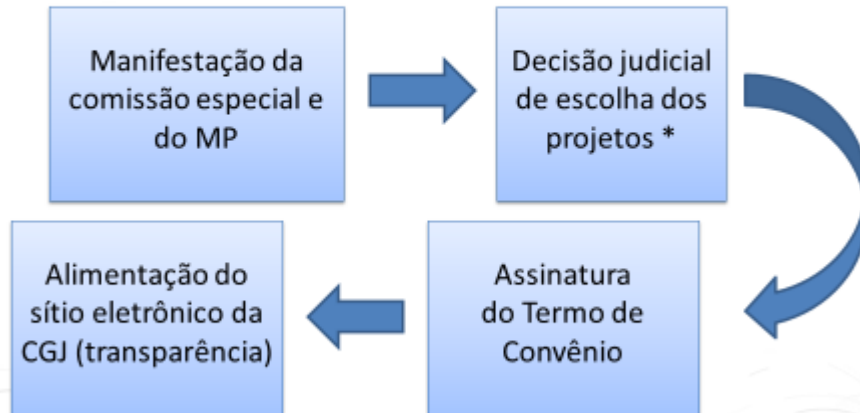 Manifestação da
comissão especial e
do MP
Decisão judicial
de escolha dos
projetos *
Assinatura
do Termo de
Convênio
Alimentação do
sítio eletrônico da
CGJ (transparência)